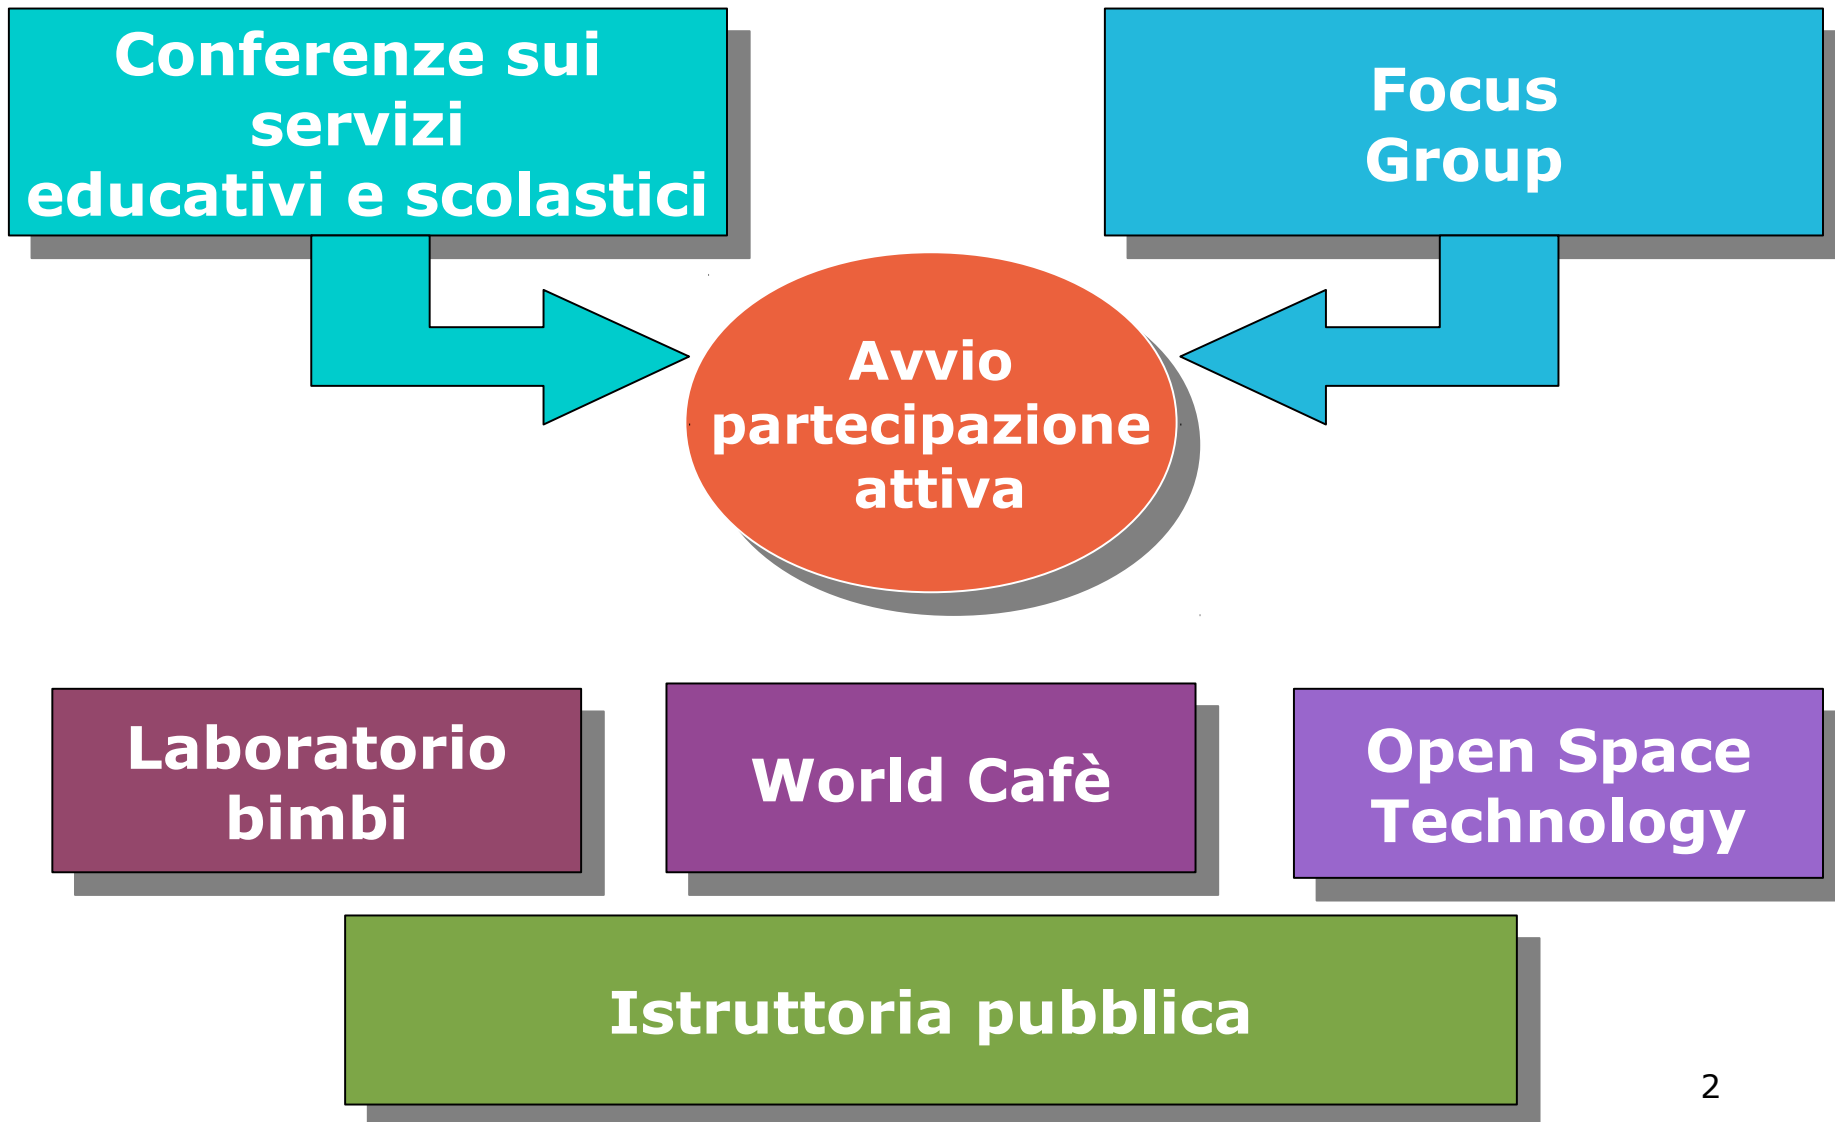 Conferenze sui
servizi
educativi e scolastici
Focus
Group
Avvio
partecipazione
attiva
Laboratorio
bimbi
World Cafè
Open Space
Technology
Istruttoria pubblica
2